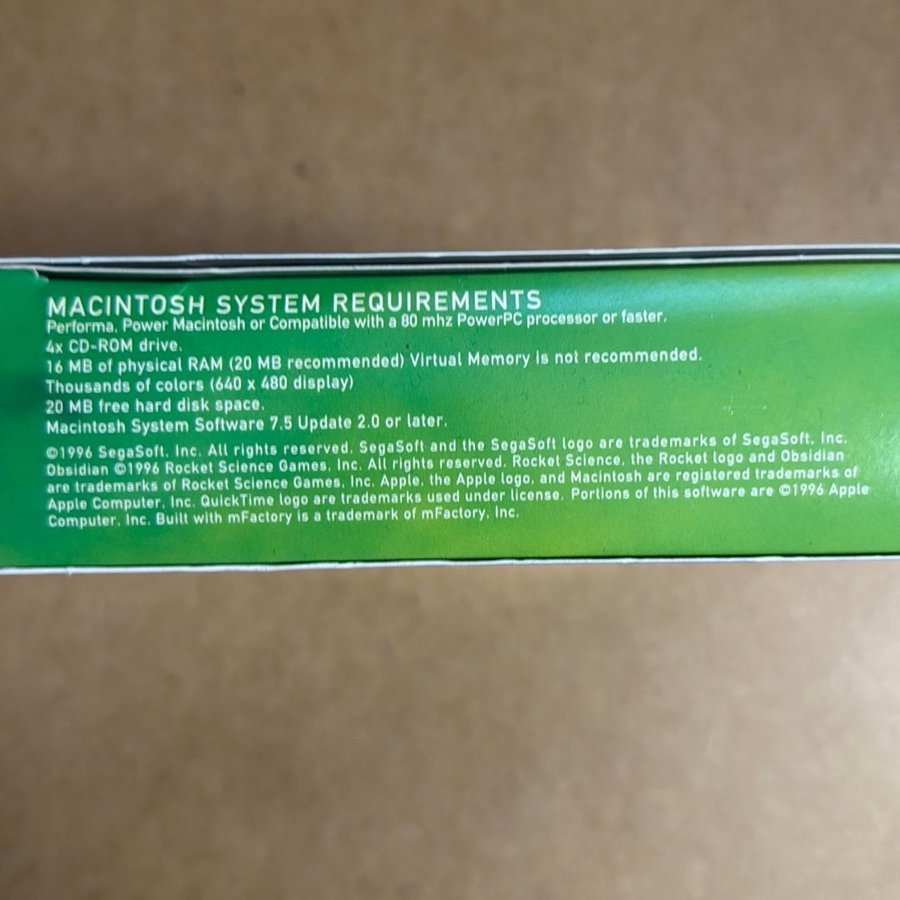 MACINTOSH SYSTEM REQUIREMENTS
Performa, Power Macintosh or Compatible with a 80 mhz PowerPC processor or faster.
4x CD-ROM drive.
16 MB of physical RAM (20 MB recommended) Virtual Memory is not recommended.
Thousands of colors (640 x 480 display)
20 MB free hard disk space.
Macintosh System Software 7.5 Update 2.0 or later.
©1996 SegaSoft, Inc. All rights reserved. SegaSoft and the SegaSoft logo are trademarks of SegaSoft, Inc.
Obsidian ©1996 Rocket Science Games, Inc. All rights reserved. Rocket Science, the Rocket logo and Obsidian
are trademarks of Rocket Science Games, Inc. Apple, the Apple logo, and Macintosh are registered trademarks of
Apple Computer, Inc. QuickTime logo are trademarks used under license. Portions of this software are ©1996 Apple
Computer, Inc. Built with mFactory is a trademark of mFactory, Inc.